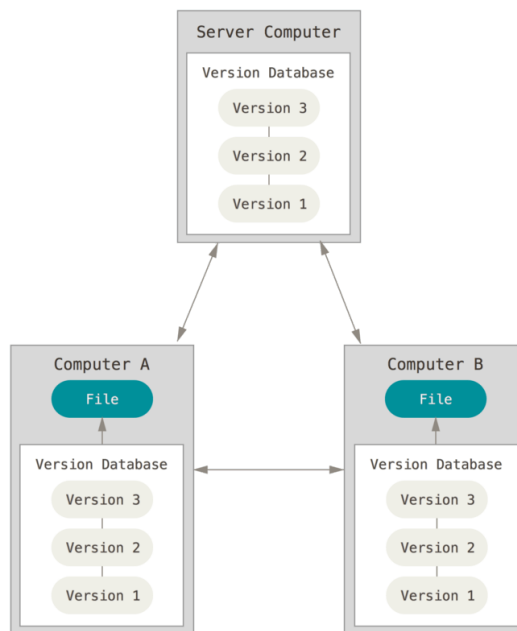 Server Computer
Version Database
Version 3
Version 2
Version 1
Computer A
File
Version Database
Version 3
Version 2
Version 1
Computer B
File
Version Database
Version 3
Version 2
Version 1